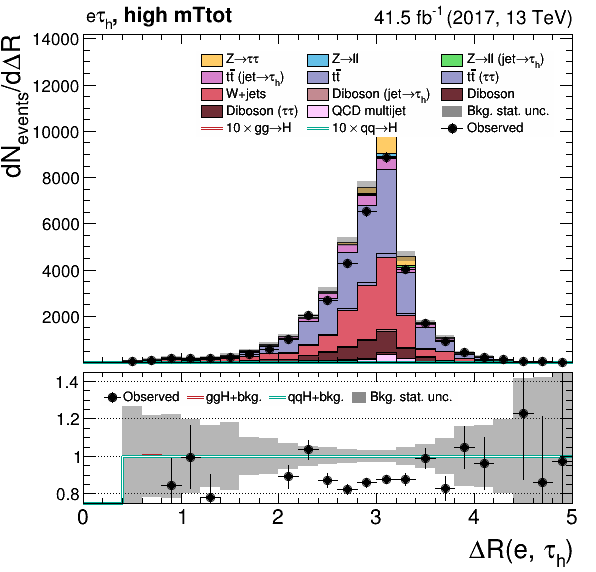 eτh, high mTtot 41.5 fb⁻¹ (2017, 13 TeV)
dNevents/dΔR
14000
12000
10000
8000
6000
4000
2000
Z→ττ Z→ll Z→ll (jet→τh)
tt̄ (jet→τh) tt̄ tt̄ (ττ)
W+jets Diboson (jet→τh) Diboson
Diboson (ττ) QCD multijet Bkg. stat. unc.
10 × gg→H 10 × qq→H Observed
1.4
1.2
1
0.8
Observed ggH+bkg. qqH+bkg. Bkg. stat. unc.
0 1 2 3 4 5
ΔR(e, τh)